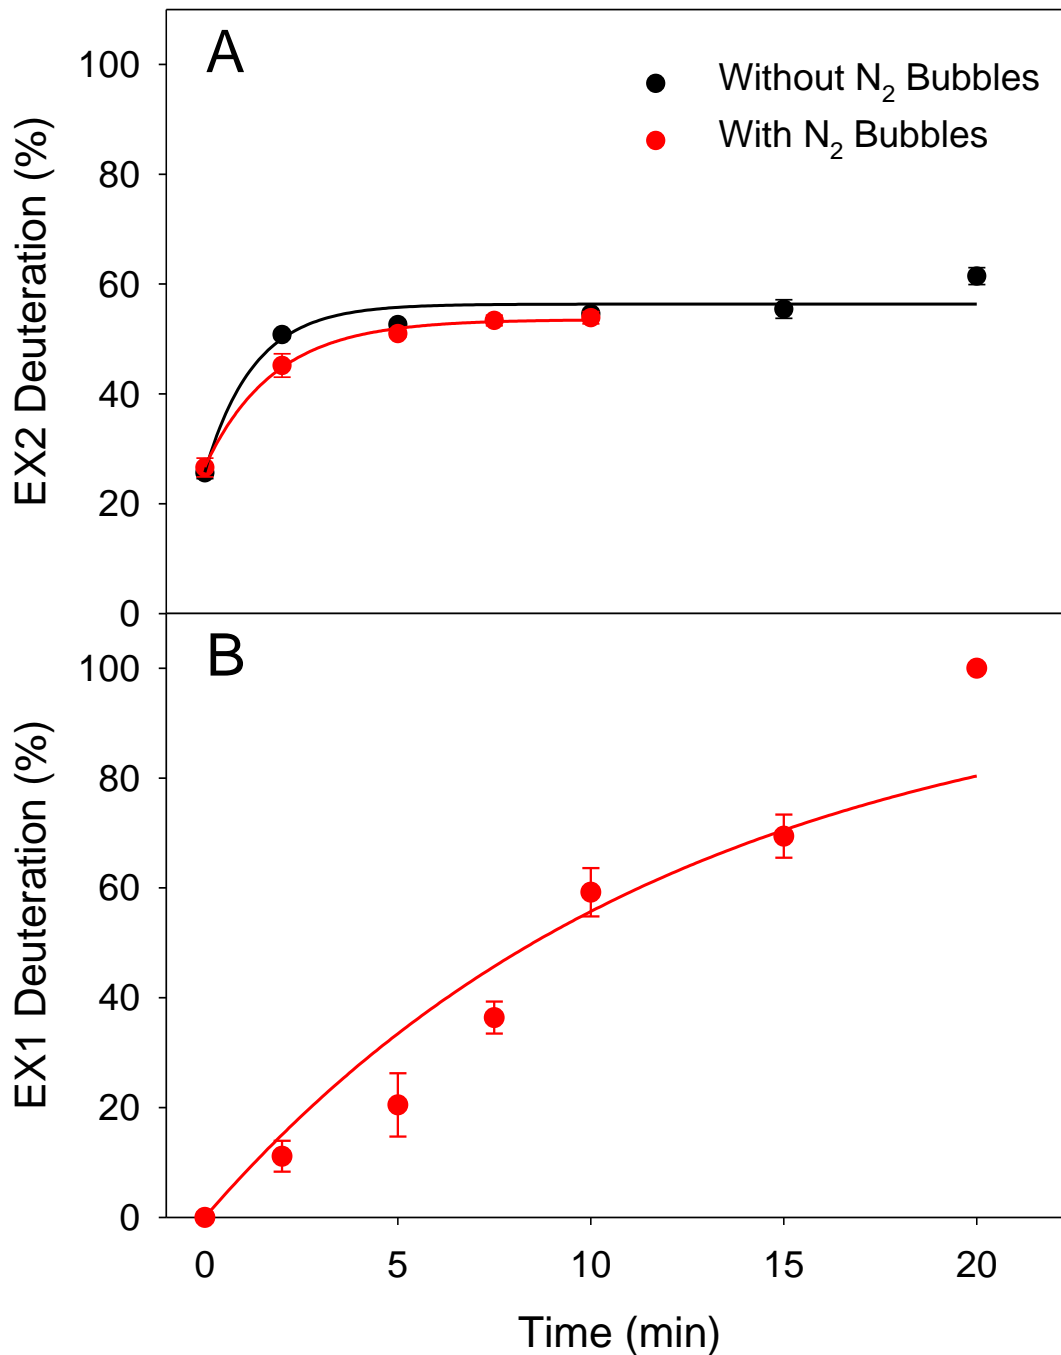 A
Without N₂ Bubbles
With N₂ Bubbles
EX2 Deuteration (%)
100
80
60
40
20
0
B
EX1 Deuteration (%)
100
80
60
40
20
0
0 5 10 15 20
Time (min)